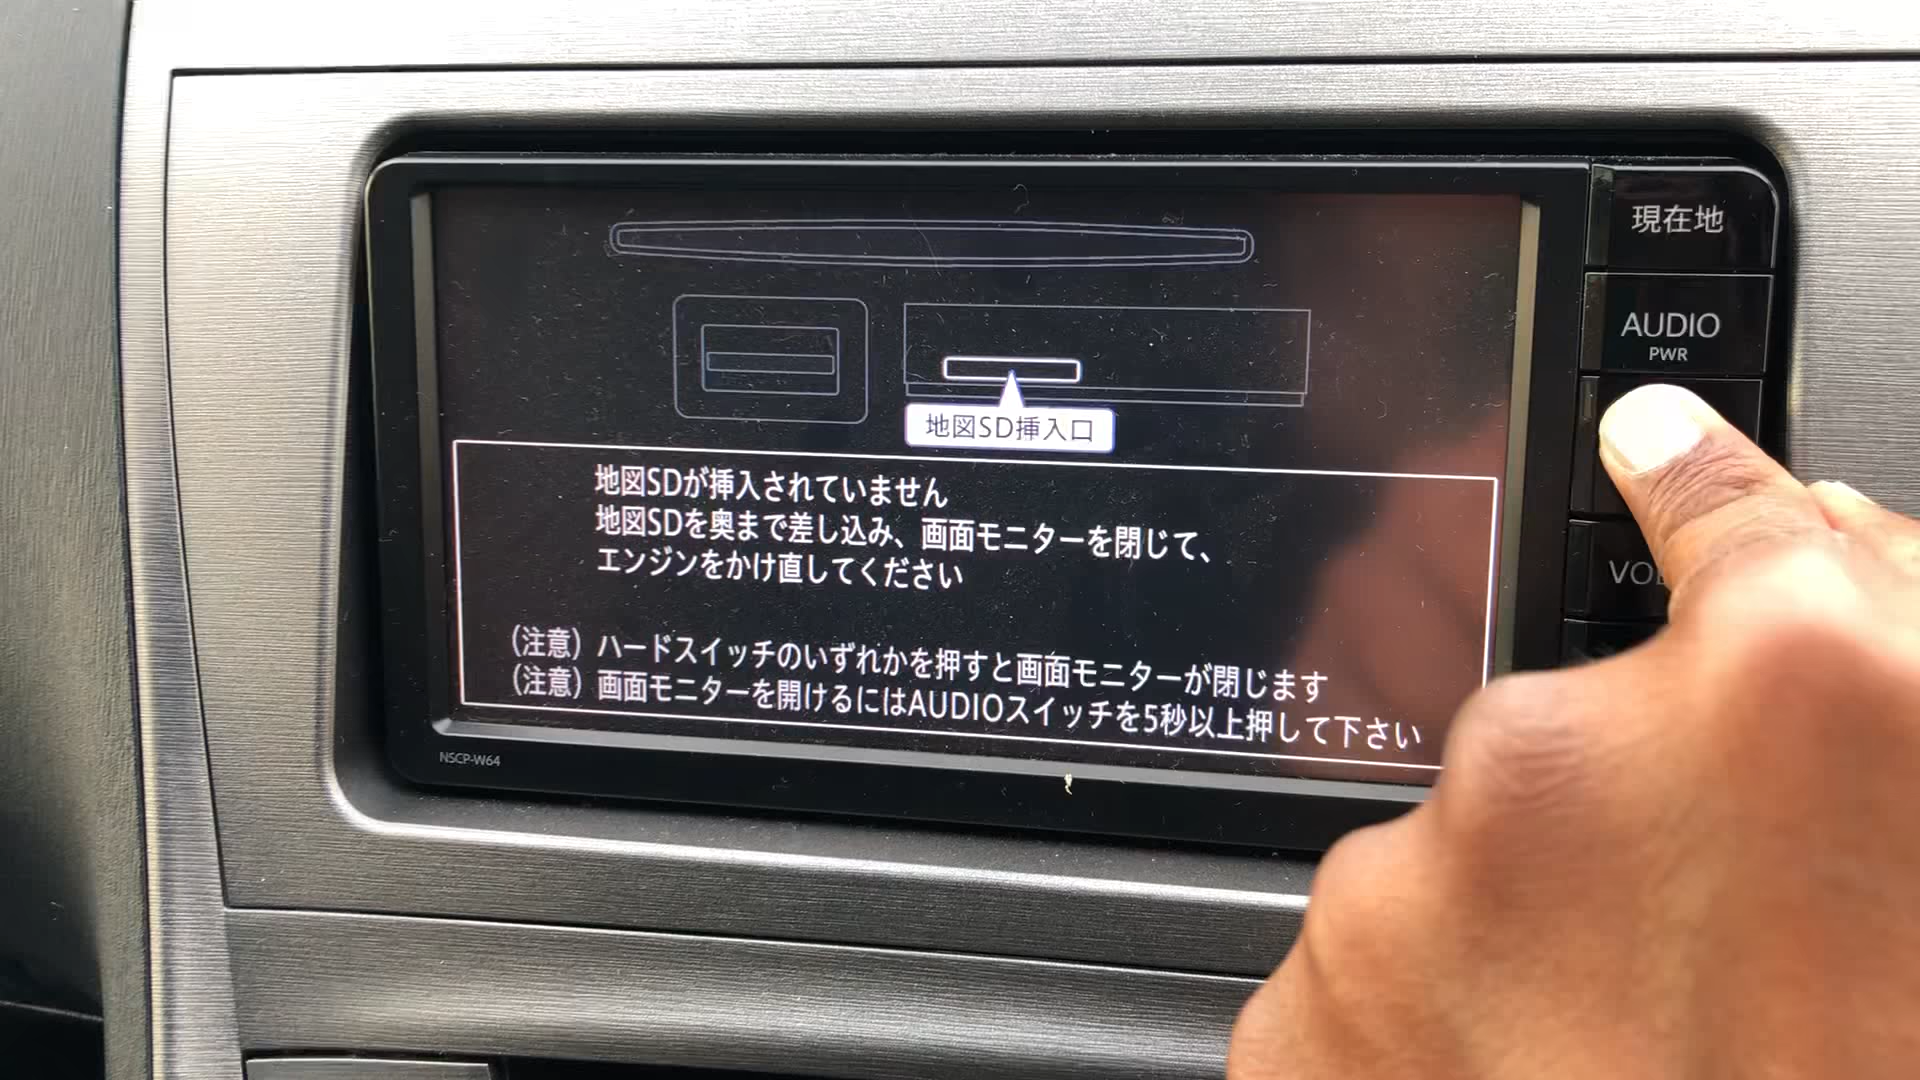 現在地
AUDIO
PWR
地図SD挿入口
地図SDが挿入されていません
地図SDを奥まで差し込み、画面モニターを閉じて、
エンジンをかけ直してください
(注意) ハードスイッチのいずれかを押すと画面モニターが閉じます
(注意) 画面モニターを開けるにはAUDIOスイッチを5秒以上押して下さい
NSCP-W64